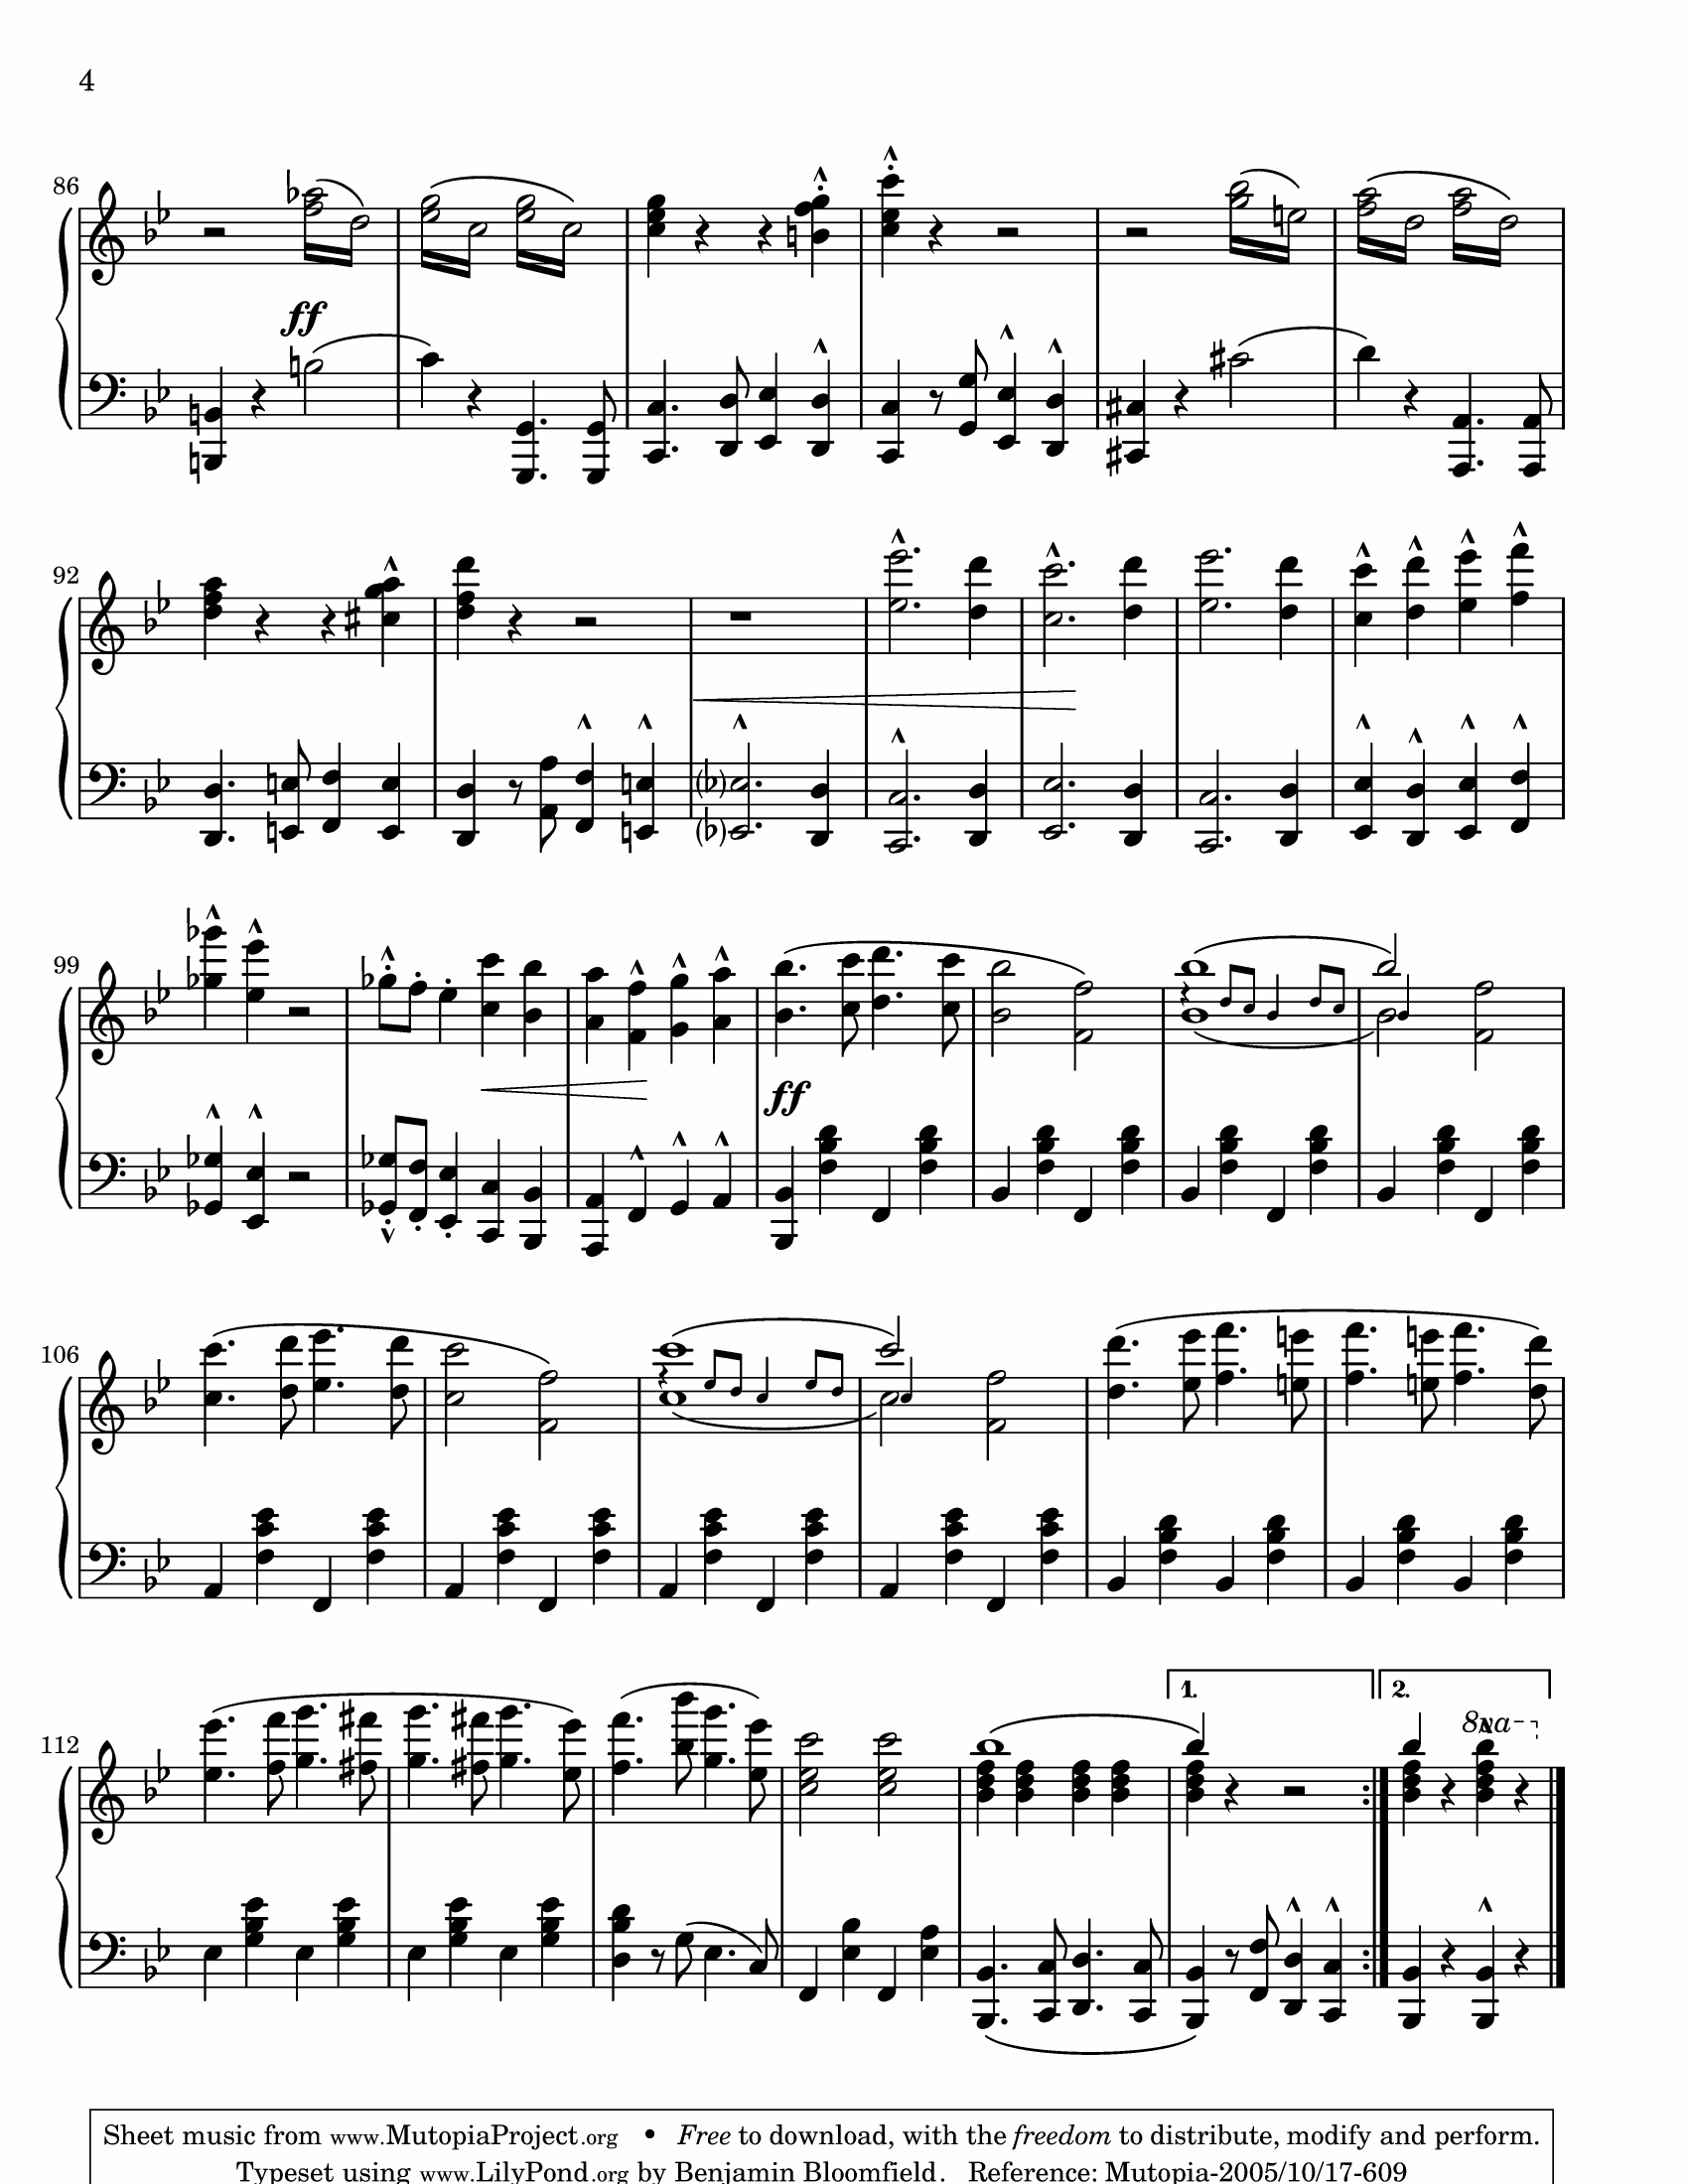 4
86
ff
92
99
ff
106
112
1. 2.
8va
Sheet music from www.MutopiaProject.org • Free to download, with the freedom to distribute, modify and perform.
Typeset using www.LilyPond.org by Benjamin Bloomfield. Reference: Mutopia-2005/10/17-609